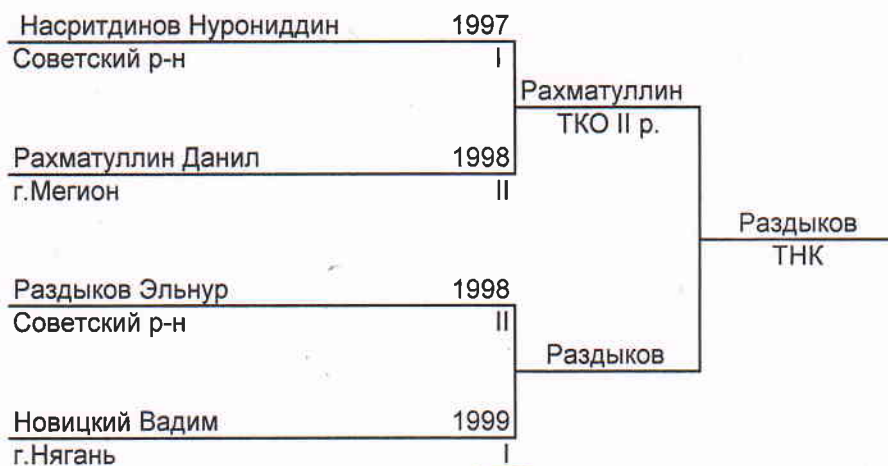 Насритдинов Нурониддин 1997
Советский р-н I
Рахматуллин
ТКО II р.
Рахматуллин Данил 1998
г.Мегион II
Раздыков
ТНК
Раздыков Эльнур 1998
Советский р-н II
Раздыков
Новицкий Вадим 1999
г.Нягань I